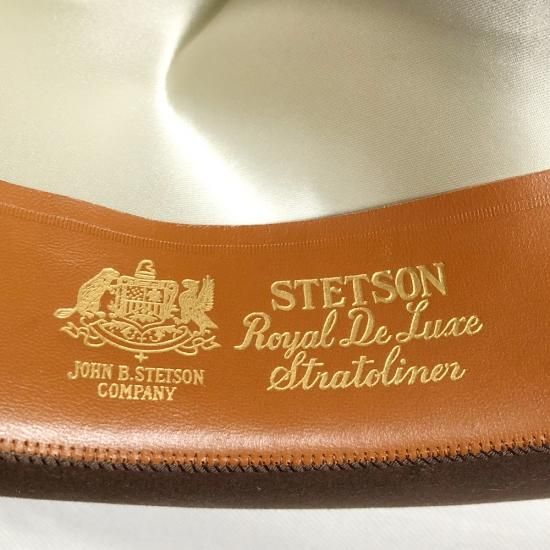 JOHN B. STETSON
COMPANY
STETSON
Royal De Luxe
Stratoliner